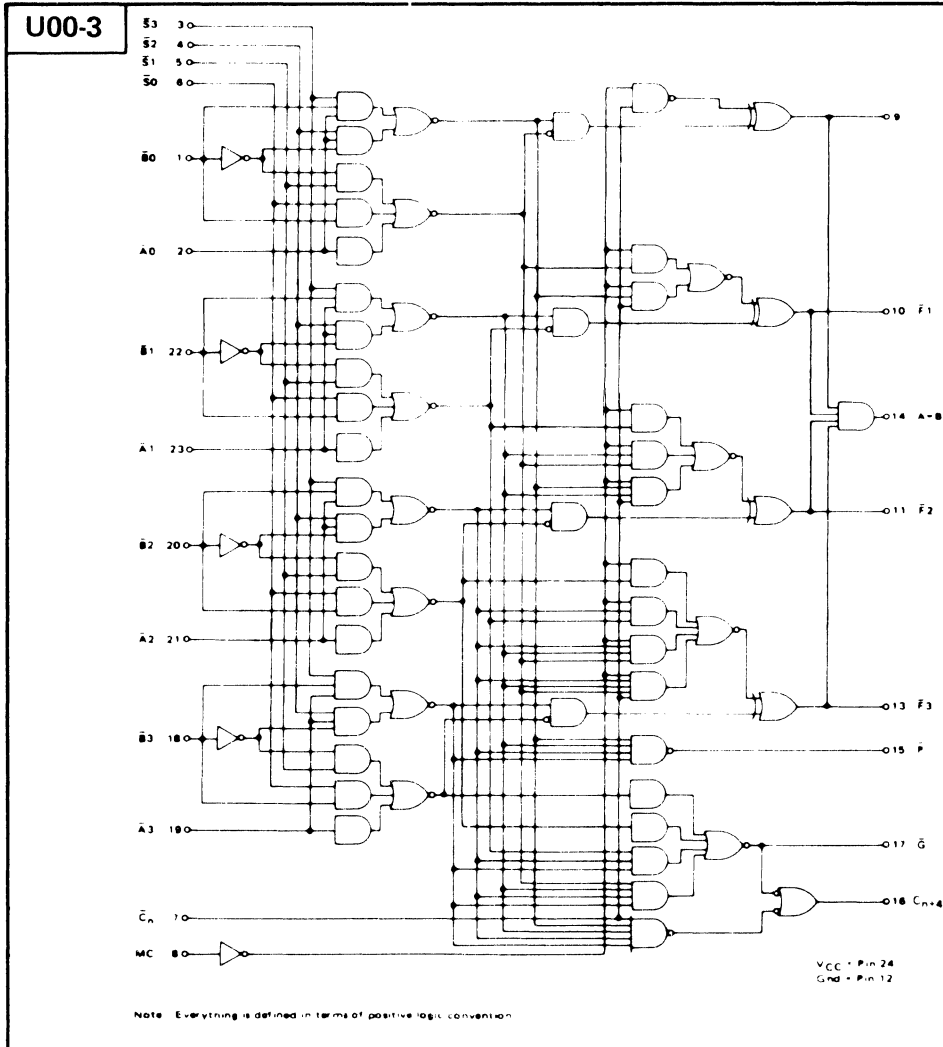 U00-3
S̄3 3
S̄2 4
S̄1 5
S̄0 6
9
B̄0 1
Ā0 2
10 F̄1
B̄1 22
14 A=B
Ā1 23
11 F̄2
B̄2 20
Ā2 21
13 F̄3
B̄3 18
15 P̄
Ā3 19
17 Ḡ
16 Cn+4
C̄n 7
MC 8
VCC = Pin 24
Gnd = Pin 12
Note Everything is defined in terms of positive logic convention